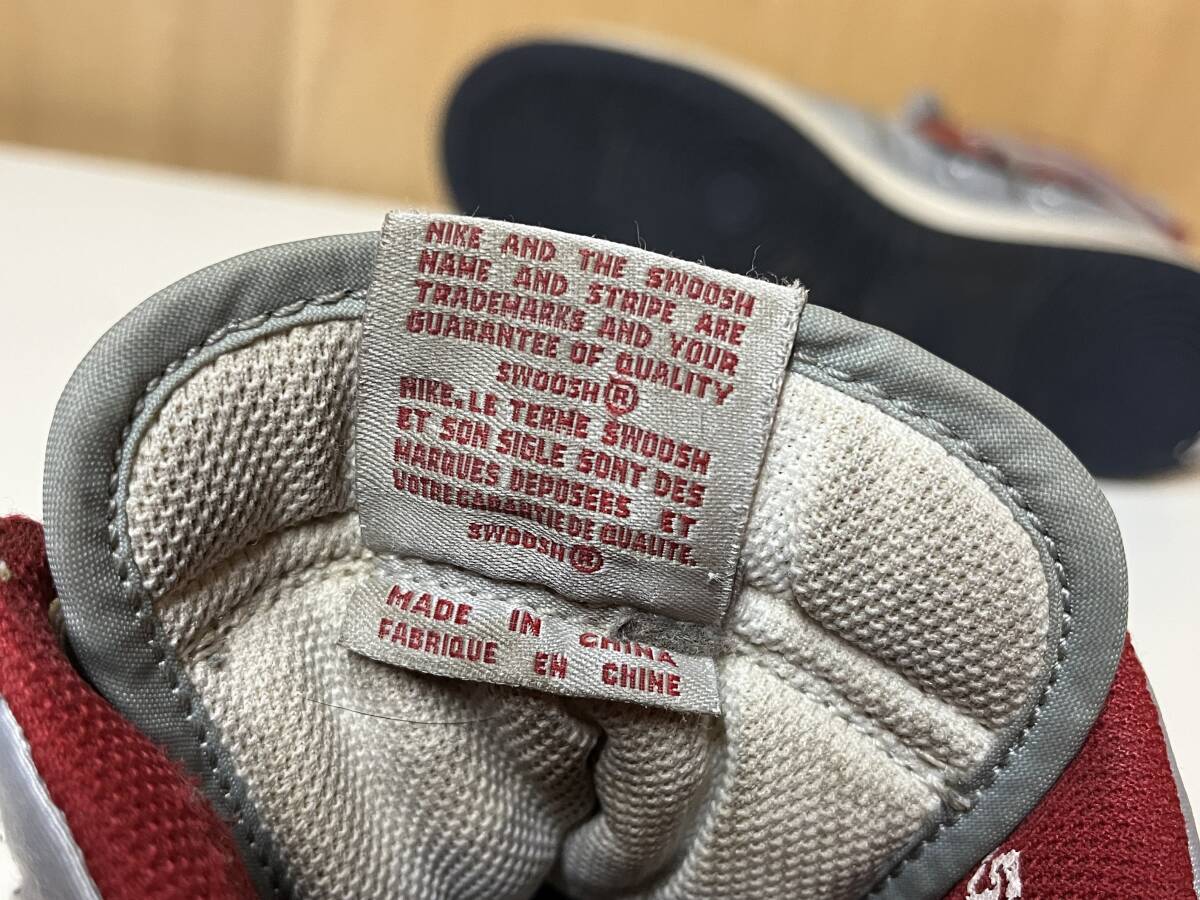 NIKE AND THE SWOOSH
NAME AND STRIPE ARE
TRADEMARKS AND YOUR
GUARANTEE OF QUALITY
SWOOSH®
NIKE, LE TERME SWOOSH
ET SON SIGLE SONT DES
MARQUES DEPOSEES ET
VOTRE GARANTIE DE QUALITE.
SWOOSH®
MADE IN CHINA
FABRIQUE EN CHINE